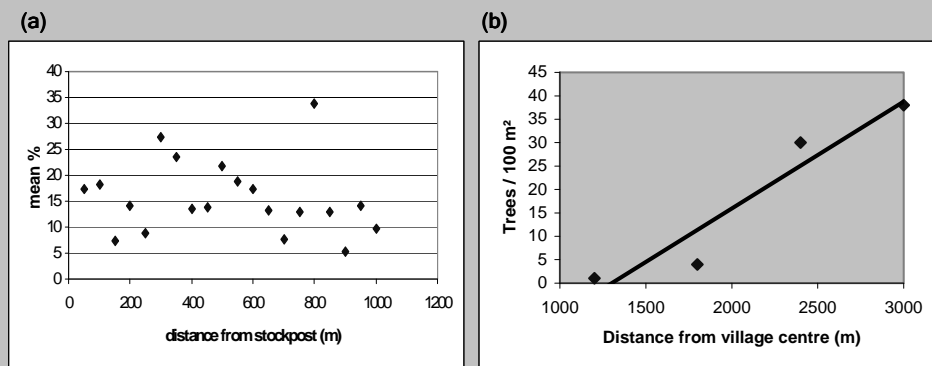 (a)
40
35
30
25
20
15
10
5
0
mean %
0 200 400 600 800 1000 1200
distance from stockpost (m)
(b)
45
40
35
30
25
20
15
10
5
0
Trees / 100 m²
1000 1500 2000 2500 3000
Distance from village centre (m)